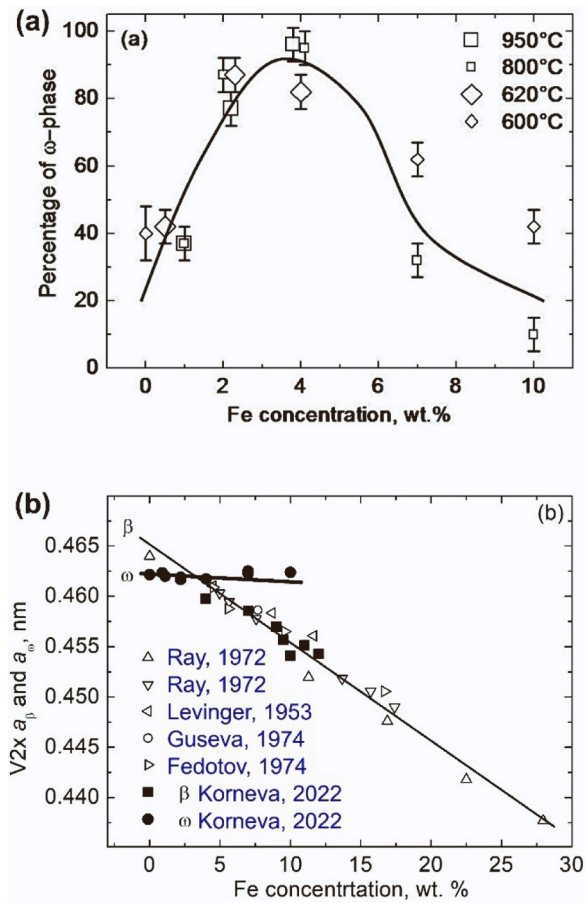 (a)
(a)
950°C
800°C
620°C
600°C
Percentage of ω–phase
100
80
60
40
20
0
0 2 4 6 8 10
Fe concentration, wt.%
(b)
(b)
β
ω
V2x aβ and aω, nm
0.465
0.460
0.455
0.450
0.445
0.440
Ray, 1972
Ray, 1972
Levinger, 1953
Guseva, 1974
Fedotov, 1974
β Korneva, 2022
ω Korneva, 2022
0 5 10 15 20 25 30
Fe concentrtation, wt. %